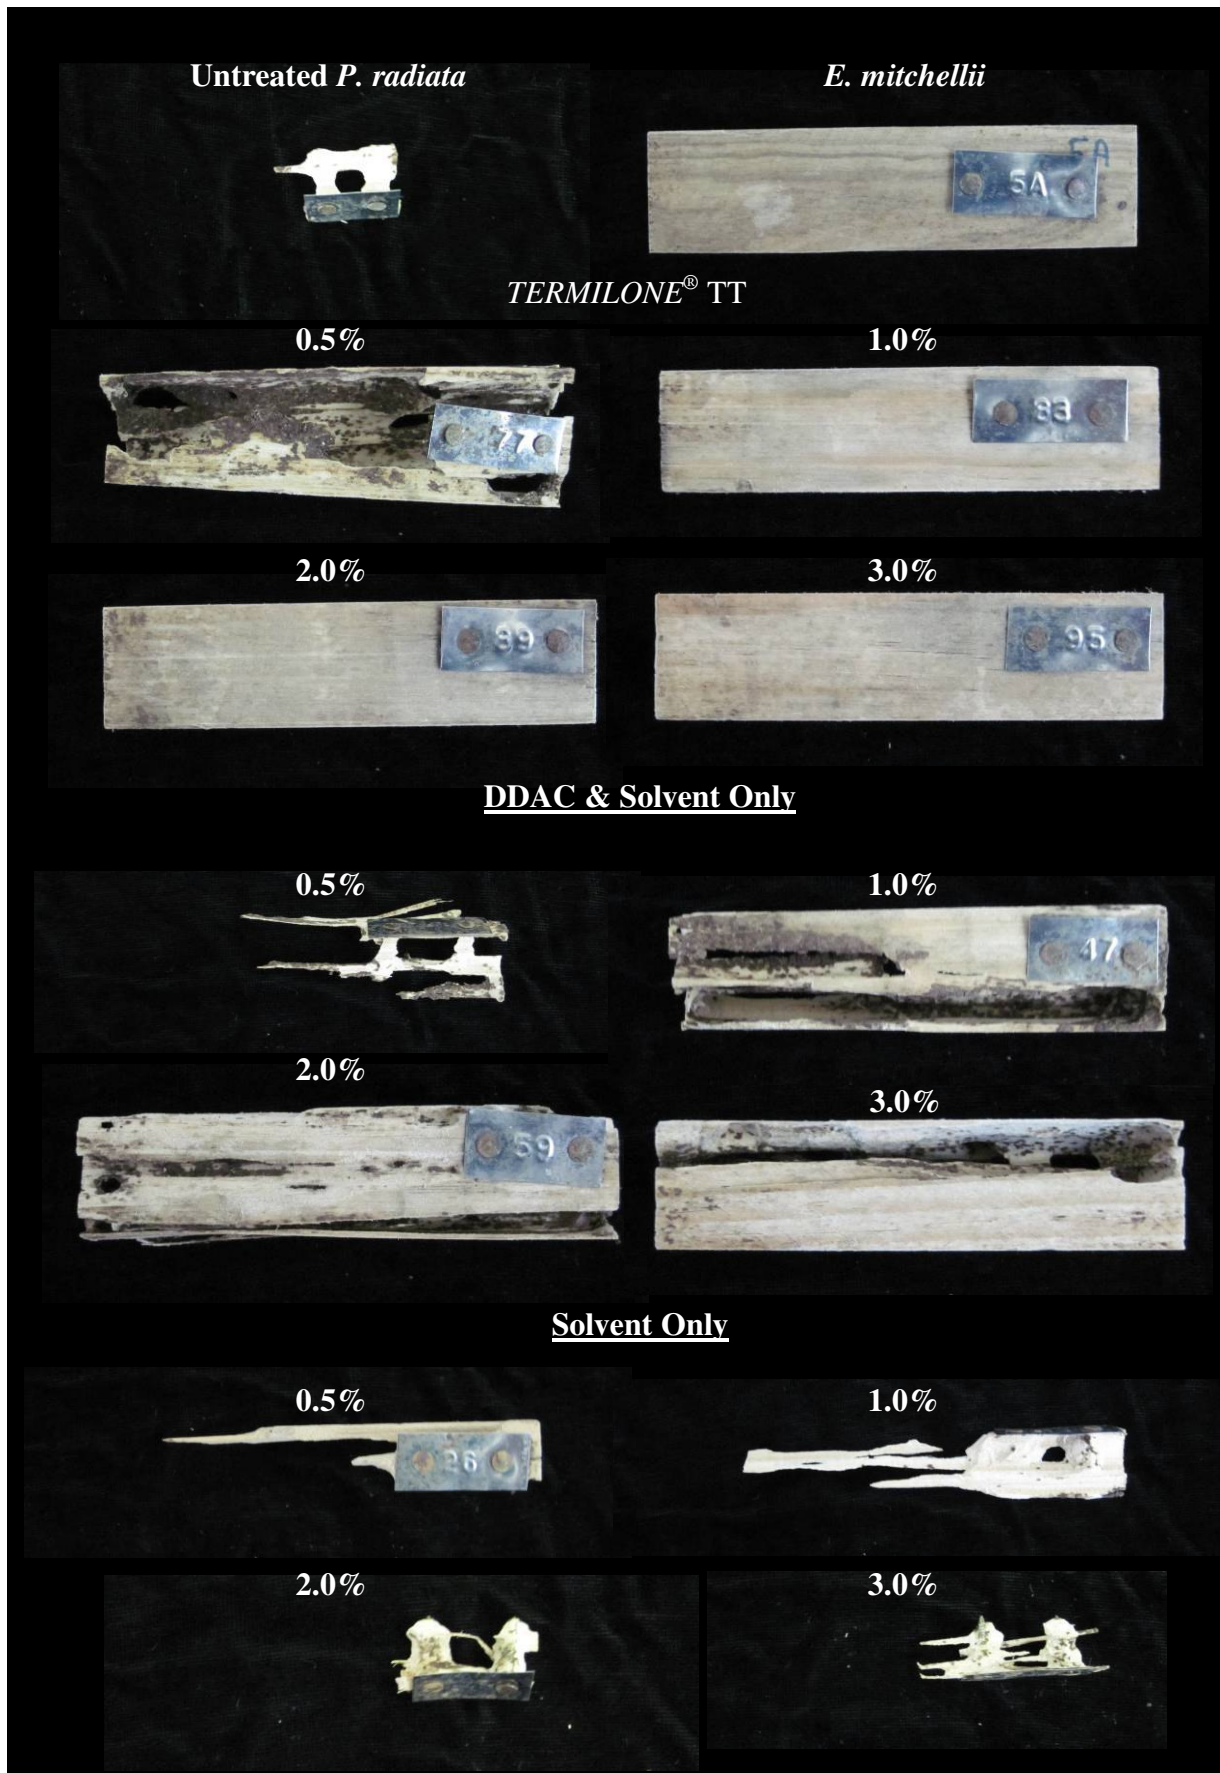 Untreated P. radiata
E. mitchellii
5A
5A
TERMILONE® TT
0.5%
1.0%
77
83
2.0%
3.0%
89
95
DDAC & Solvent Only
0.5%
1.0%
47
2.0%
3.0%
59
Solvent Only
0.5%
1.0%
26
2.0%
3.0%